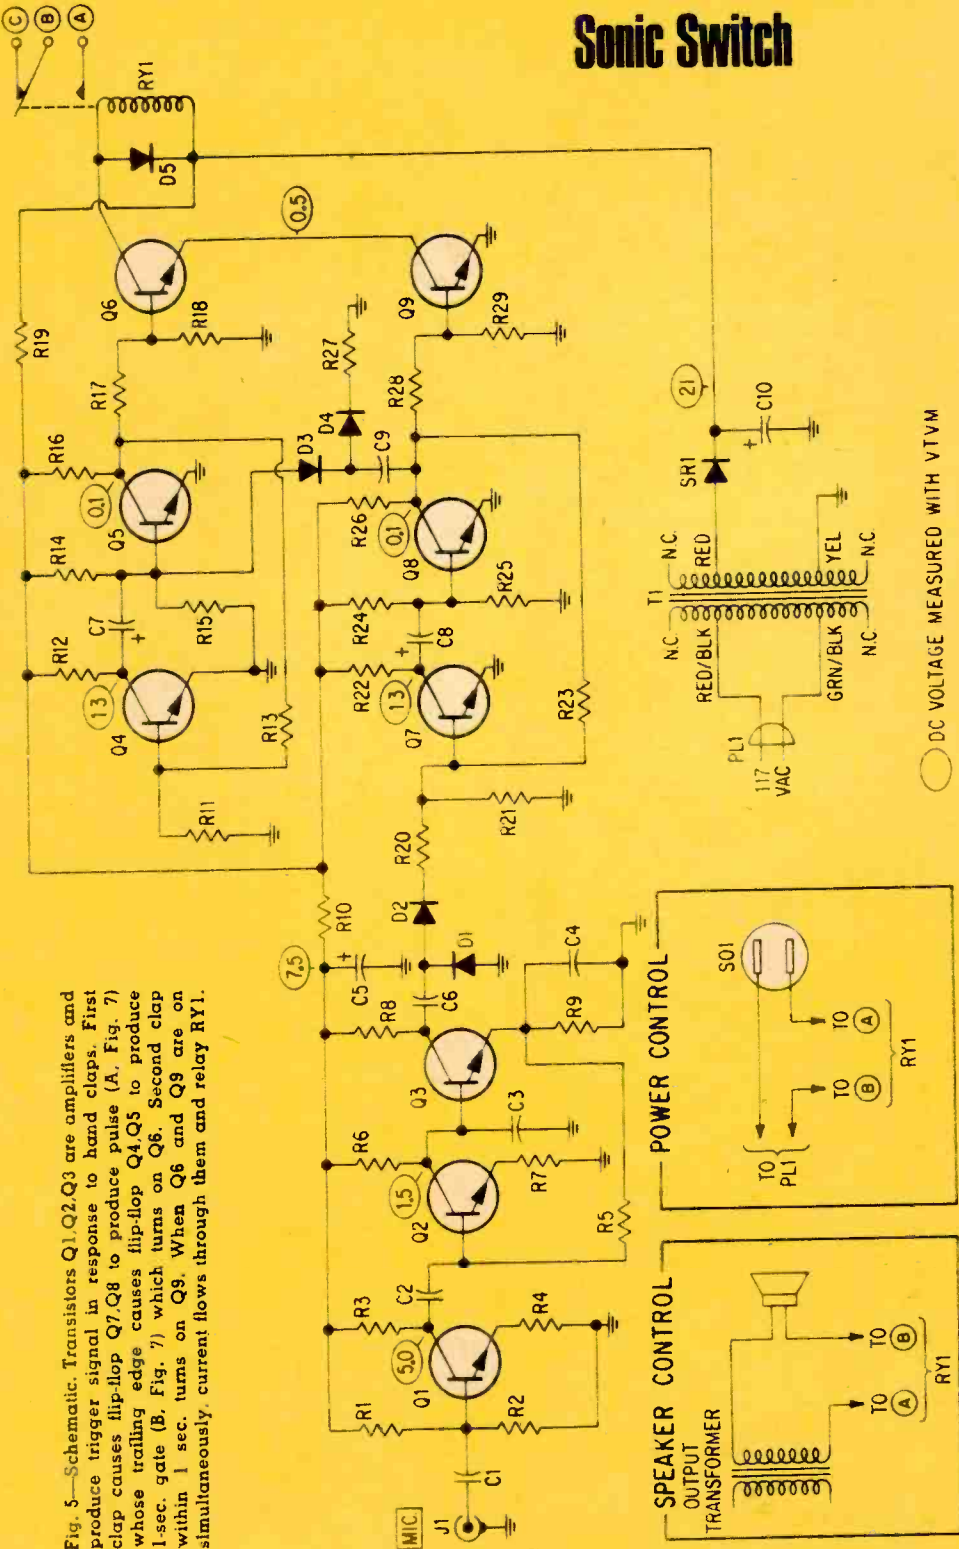 Sonic Switch
Fig. 5—Schematic. Transistors Q1,Q2,Q3 are amplifiers and
produce trigger signal in response to hand claps. First
clap causes flip-flop Q7,Q8 to produce pulse (A, Fig. 7)
whose trailing edge causes flip-flop Q4,Q5 to produce
1-sec. gate (B, Fig. 7) which turns on Q6. Second clap
within 1 sec. turns on Q9. When Q6 and Q9 are on
simultaneously, current flows through them and relay RY1.
C
B
A
RY1
D5
R19
R16
R17
Q6
R18
0.5
0.1
Q5
R14
R12
C7
+
R15
13
Q4
R13
R11
D3
D4
R27
C9
R28
Q9
R29
R26
0.1
Q8
R24
R25
C8
+
R22
13
Q7
R23
R20
R21
R10
7.5
C5
+
D2
D1
R8
C6
Q3
C4
R9
R6
1.5
Q2
C3
R7
R5
R3
C2
5.0
Q1
R4
R1
R2
C1
J1
MIC.
21
SR1
+
C10
T1
N.C.
RED
YEL
N.C.
N.C.
RED/BLK
GRN/BLK
N.C.
PL1
117
VAC
DC VOLTAGE MEASURED WITH VTVM
SPEAKER CONTROL
OUTPUT
TRANSFORMER
TO A
TO B
RY1
POWER CONTROL
SO1
TO
PL1
TO B
TO A
RY1